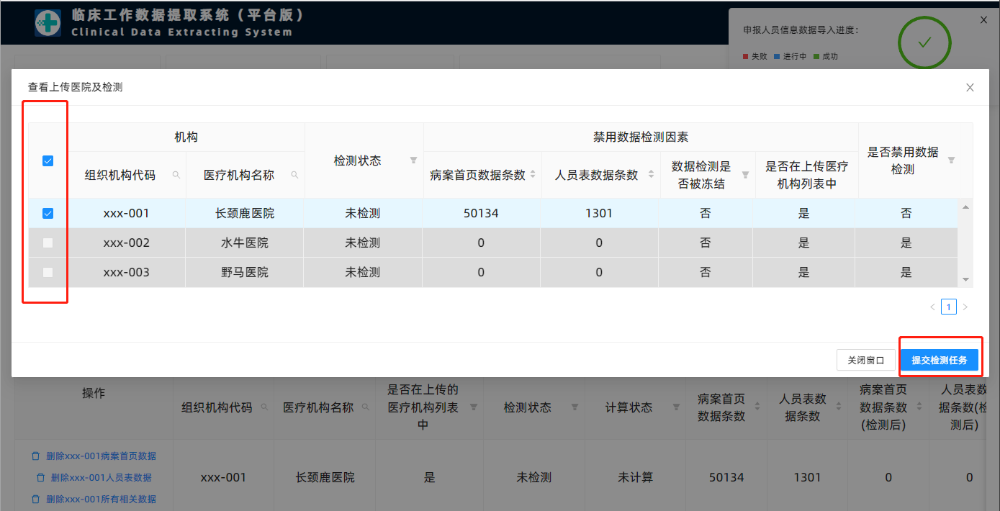 临床工作数据提取系统（平台版）
Clinical Data Extracting System
申报人员信息数据导入进度：
失败 进行中 成功
查看上传医院及检测
机构
检测状态
禁用数据检测因素
是否禁用数据
检测
组织机构代码
医疗机构名称
病案首页数据条数
人员表数据条数
数据检测是
否被冻结
是否在上传医疗
机构列表中
xxx-001 长颈鹿医院 未检测 50134 1301 否 是 否
xxx-002 水牛医院 未检测 0 0 否 是 是
xxx-003 野马医院 未检测 0 0 否 是 是
1
关闭窗口 提交检测任务
操作
组织机构代码
医疗机构名称
是否在上传的
医疗机构列表
中
检测状态
计算状态
病案首页
数据条数
人员表数
据条数
病案首页
数据条数
(检测后)
人员表数
据条数(检
测后)
删除xxx-001病案首页数据
删除xxx-001人员表数据
删除xxx-001所有相关数据
xxx-001 长颈鹿医院 是 未检测 未计算 50134 1301 0 0